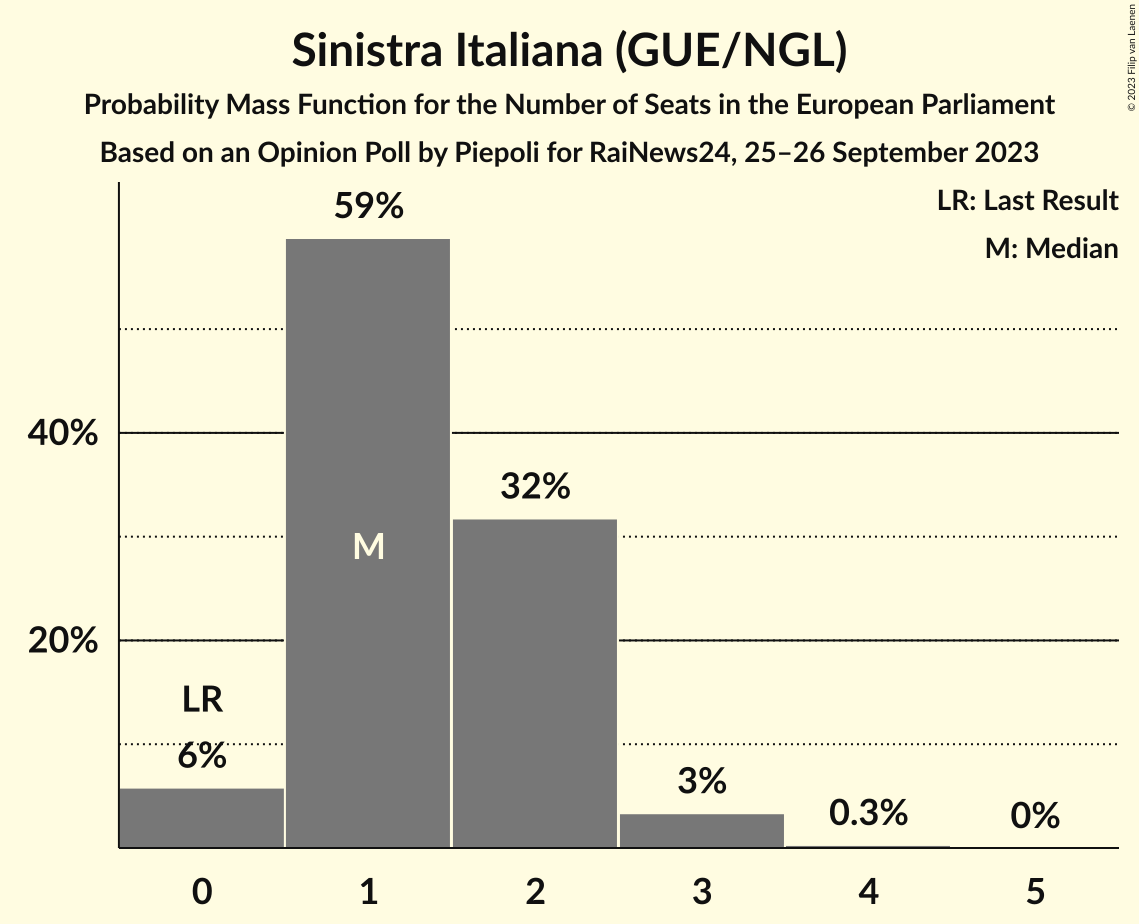 Sinistra Italiana (GUE/NGL)
Probability Mass Function for the Number of Seats in the European Parliament
Based on an Opinion Poll by Piepoli for RaiNews24, 25–26 September 2023
© 2023 Filip van Laenen
LR: Last Result
M: Median
59%
40%
32%
M
20%
LR
6%
3%
0.3%
0%
0 1 2 3 4 5